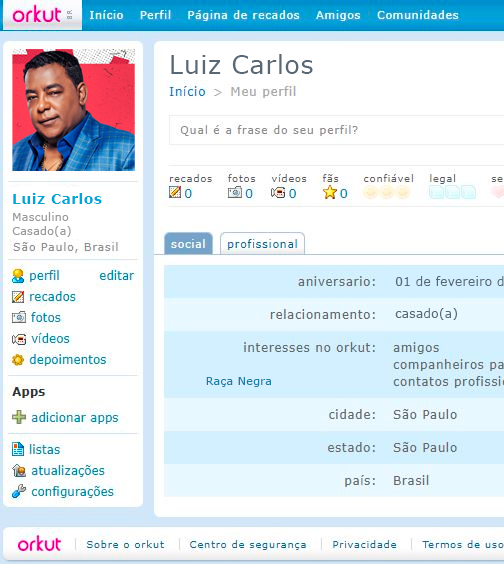 orkut BR Início Perfil Página de recados Amigos Comunidades
Luiz Carlos
Início > Meu perfil
Qual é a frase do seu perfil?
recados fotos vídeos fãs confiável legal
0 0 0 0
Luiz Carlos
Masculino
Casado(a)
São Paulo, Brasil
perfil editar
recados
fotos
vídeos
depoimentos
Apps
adicionar apps
listas
atualizações
configurações
social profissional
aniversario: 01 de fevereiro
relacionamento: casado(a)
interesses no orkut: amigos
companheiros
Raça Negra contatos
cidade: São Paulo
estado: São Paulo
país: Brasil
orkut Sobre o orkut Centro de segurança Privacidade Termos de uso